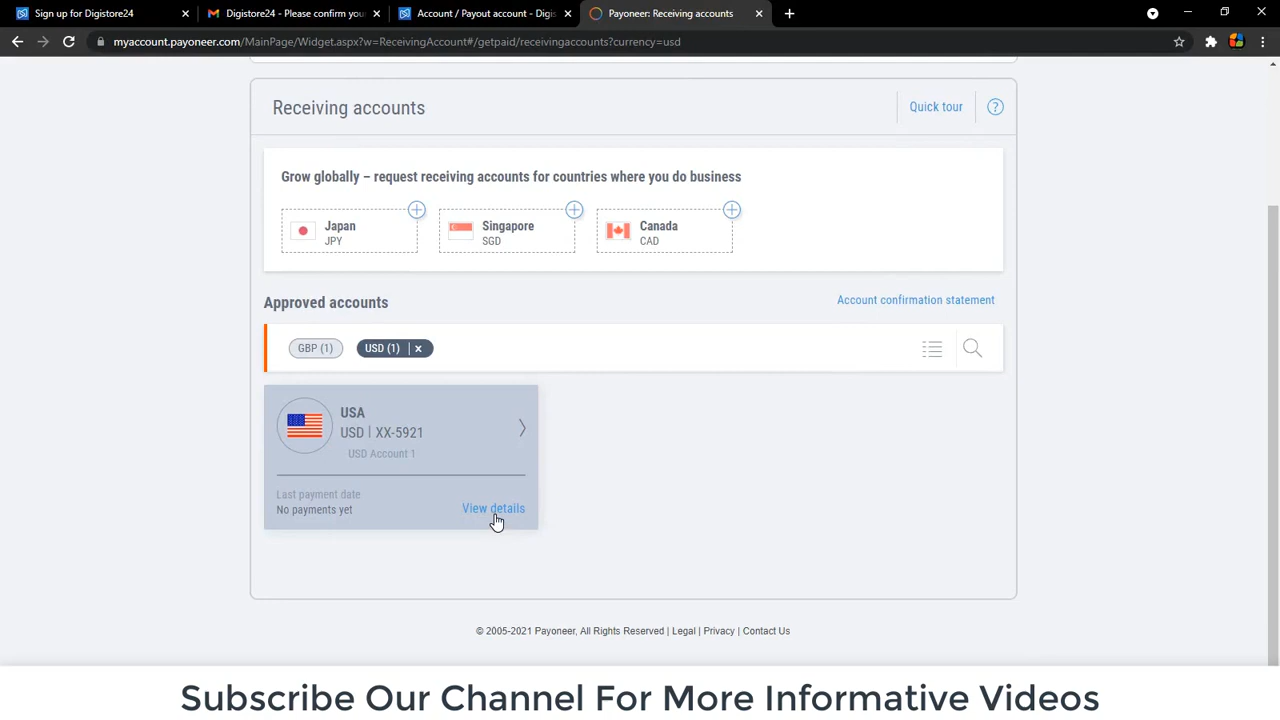 Sign up for Digistore24
Digistore24 - Please confirm your
Account / Payout account - Digis
Payoneer: Receiving accounts
myaccount.payoneer.com/MainPage/Widget.aspx?w=ReceivingAccount#/getpaid/receivingaccounts?currency=usd
Receiving accounts
Quick tour
?
Grow globally – request receiving accounts for countries where you do business
Japan
JPY
Singapore
SGD
Canada
CAD
Approved accounts
Account confirmation statement
GBP (1)
USD (1) | ×
USA
USD | XX-5921
USD Account 1
Last payment date
No payments yet
View details
© 2005-2021 Payoneer, All Rights Reserved | Legal | Privacy | Contact Us
Subscribe Our Channel For More Informative Videos